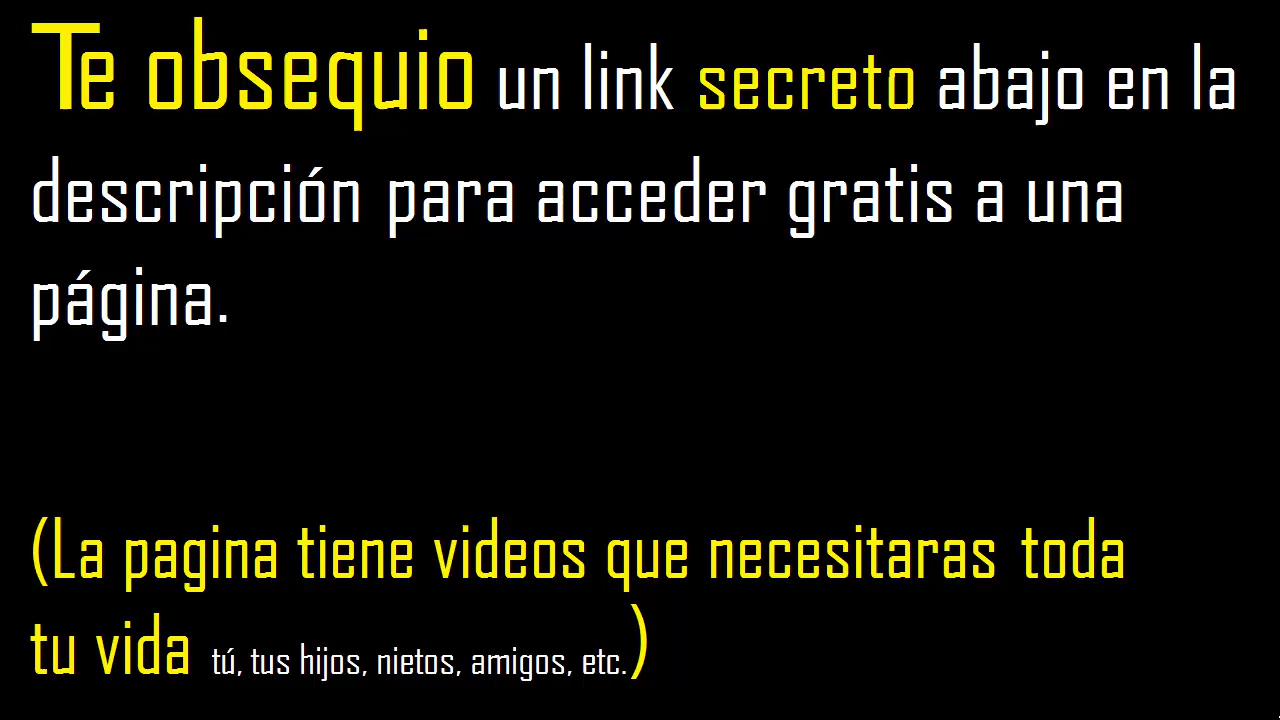 Te obsequio un link secreto abajo en la
descripción para acceder gratis a una
página.
(La pagina tiene videos que necesitaras toda
tu vida tú, tus hijos, nietos, amigos, etc.)